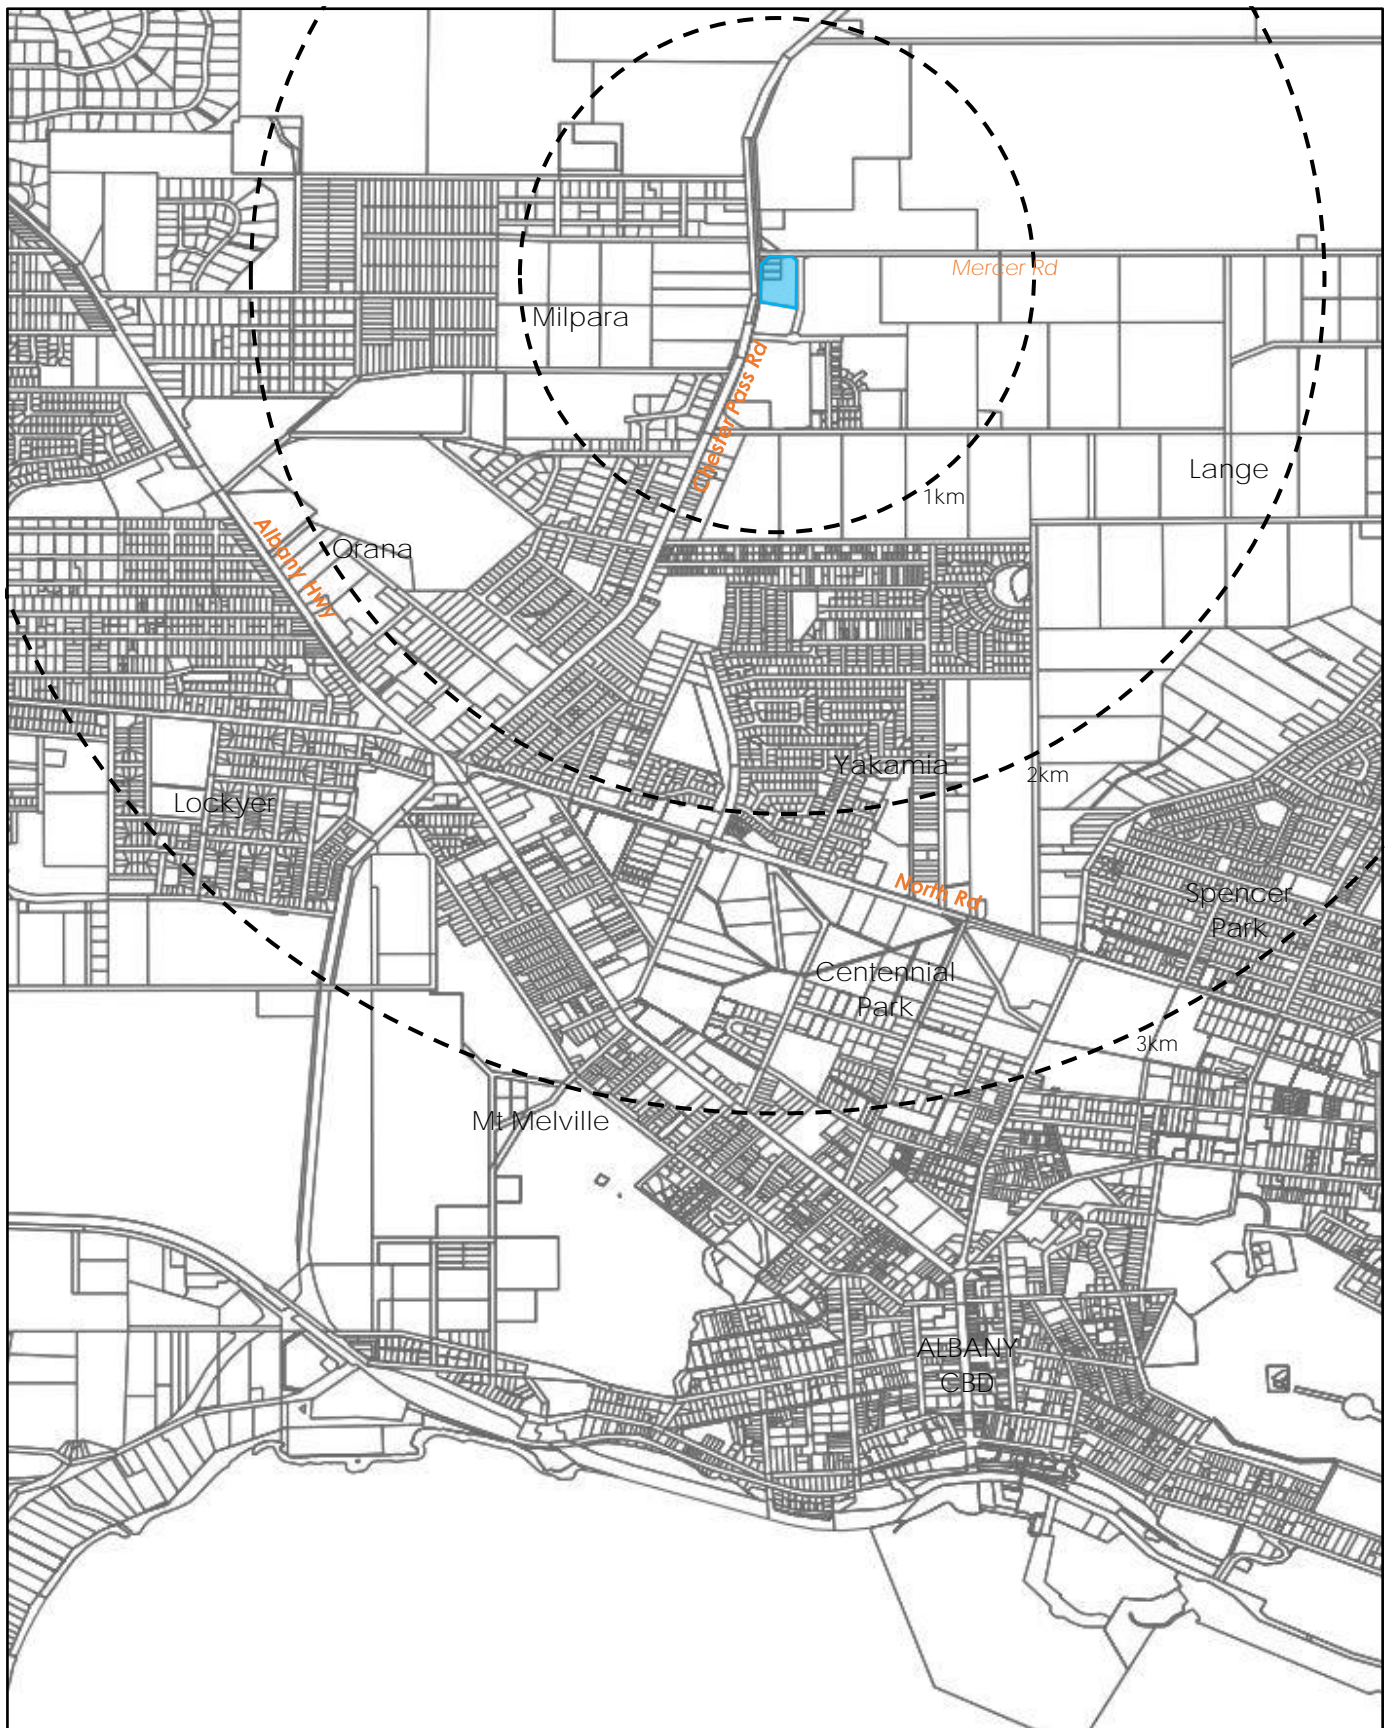 Mercer Rd
Milpara
Chester Pass Rd
Lange
1km
Albany Hwy
Orana
Yakamia
2km
Lockyer
North Rd
Spencer
Park
Centennial
Park
3km
Mt Melville
ALBANY
CBD